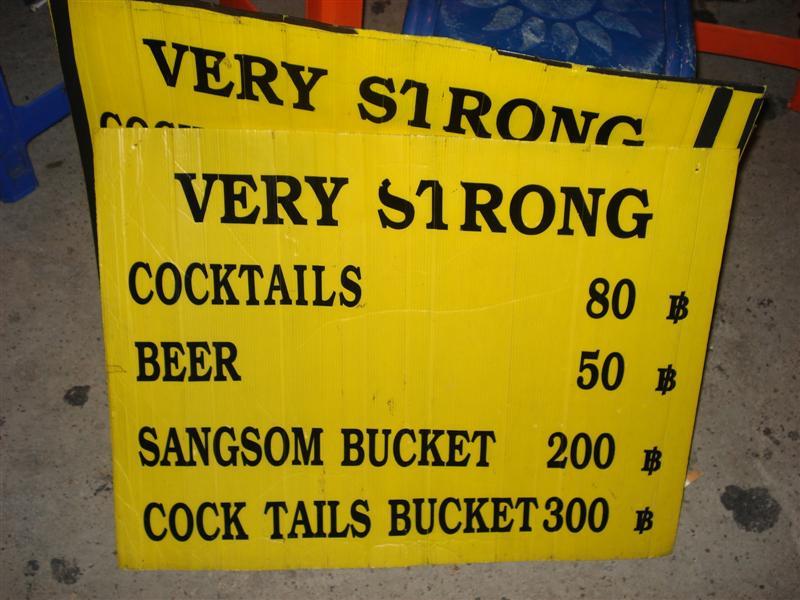 VERY STRONG
VERY STRONG
COCKTAILS 80 ฿
BEER 50 ฿
SANGSOM BUCKET 200 ฿
COCK TAILS BUCKET 300 ฿